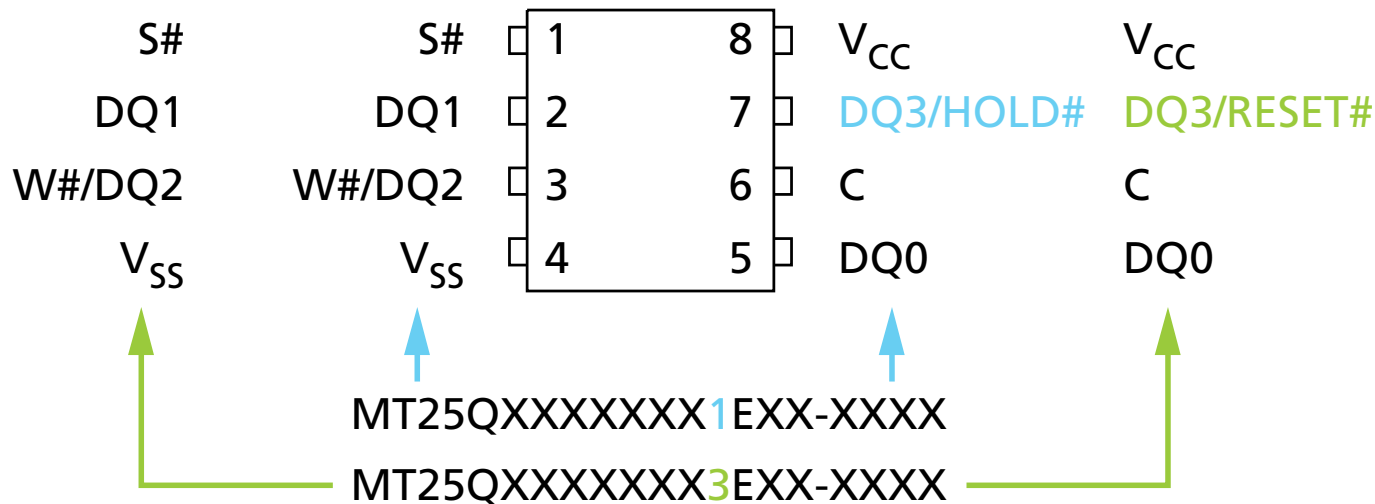 S# S# 1 8 VCC VCC
DQ1 DQ1 2 7 DQ3/HOLD# DQ3/RESET#
W#/DQ2 W#/DQ2 3 6 C C
VSS VSS 4 5 DQ0 DQ0
MT25QXXXXXXX1EXX-XXXX
MT25QXXXXXXX3EXX-XXXX